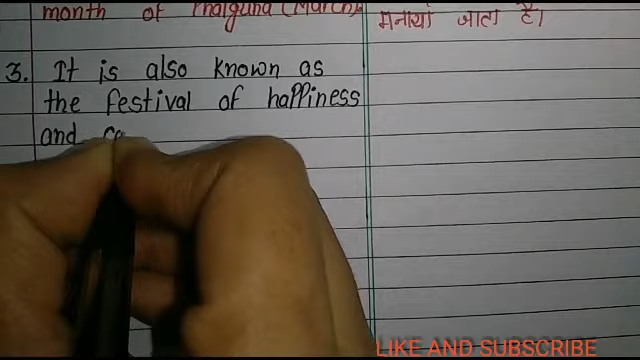 month of Phalguna (March).
मनाया जाता है।
3. It is also known as
the festival of happiness
and
LIKE AND SUBSCRIBE